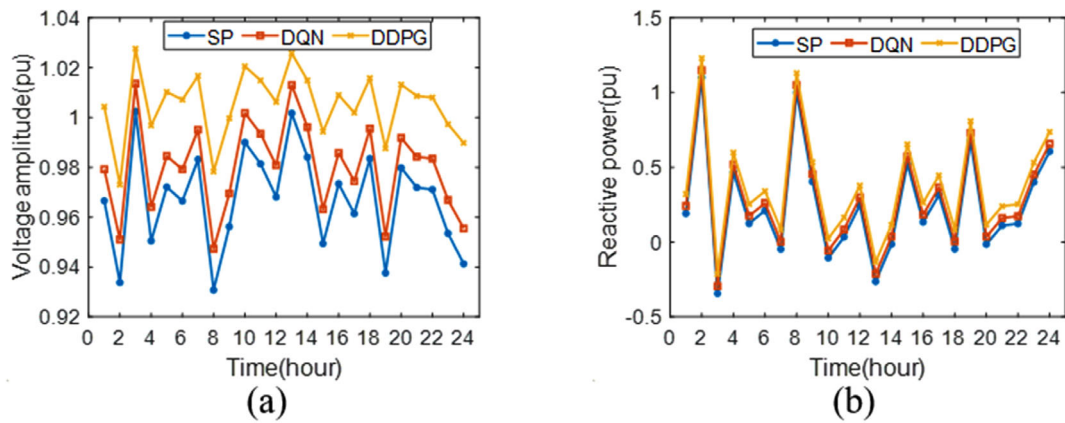 1.04
SP DQN DDPG
1.02
1
0.98
0.96
0.94
0.92
Voltage amplitude(pu)
0 2 4 6 8 10 12 14 16 18 20 22 24
Time(hour)
(a)
1.5
SP DQN DDPG
1
0.5
0
-0.5
Reactive power(pu)
0 2 4 6 8 10 12 14 16 18 20 22 24
Time(hour)
(b)